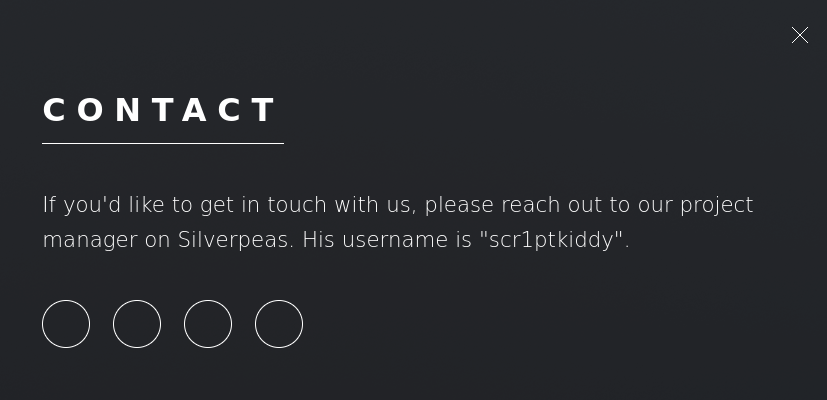 CONTACT
If you'd like to get in touch with us, please reach out to our project
manager on Silverpeas. His username is "scr1ptkiddy".